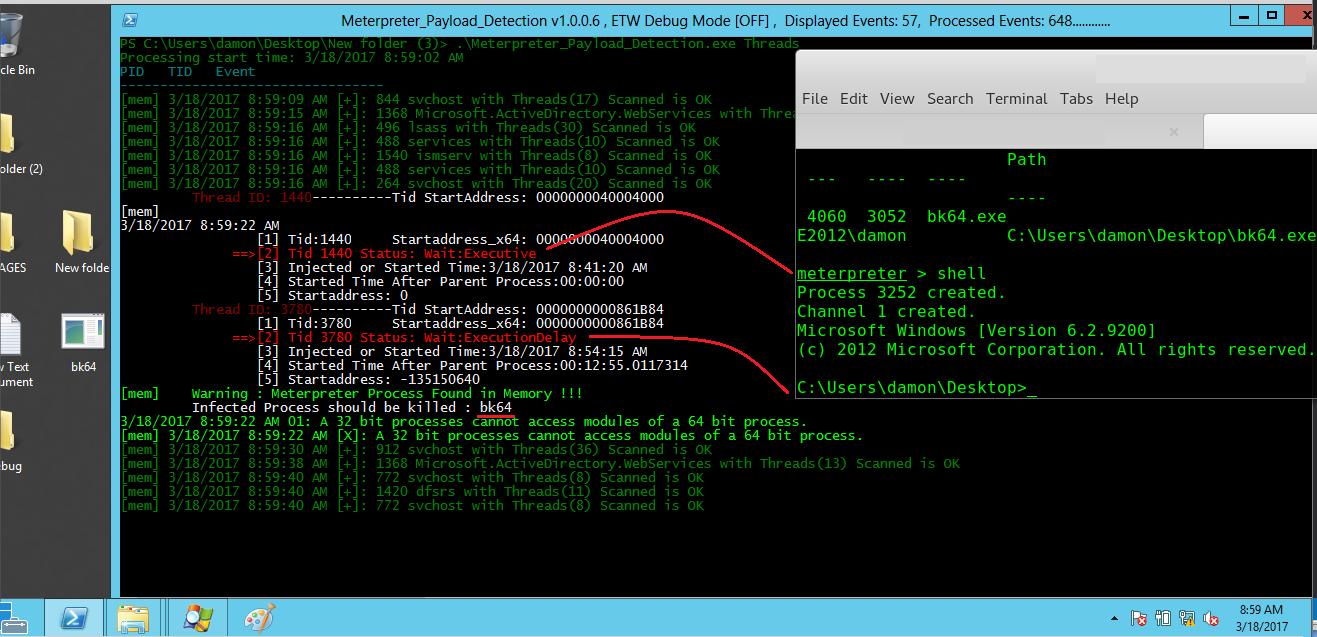 Meterpreter_Payload_Detection v1.0.0.6 , ETW Debug Mode [OFF] , Displayed Events: 57, Processed Events: 648............
PS C:\Users\damon\Desktop\New folder (3)> .\Meterpreter_Payload_Detection.exe Threads
Processing start time: 3/18/2017 8:59:02 AM
PID TID Event
--------------------------------
[mem] 3/18/2017 8:59:09 AM [+]: 844 svchost with Threads(17) Scanned is OK
[mem] 3/18/2017 8:59:15 AM [+]: 1368 Microsoft.ActiveDirectory.WebServices with Threa
[mem] 3/18/2017 8:59:16 AM [+]: 496 lsass with Threads(30) Scanned is OK
[mem] 3/18/2017 8:59:16 AM [+]: 488 services with Threads(10) Scanned is OK
[mem] 3/18/2017 8:59:16 AM [+]: 1540 ismserv with Threads(8) Scanned is OK
[mem] 3/18/2017 8:59:16 AM [+]: 488 services with Threads(10) Scanned is OK
[mem] 3/18/2017 8:59:16 AM [+]: 264 svchost with Threads(20) Scanned is OK
Thread ID: 1440----------Tid StartAddress: 0000000040004000
[mem]
3/18/2017 8:59:22 AM
[1] Tid:1440 Startaddress_x64: 0000000040004000
==>[2] Tid 1440 Status: Wait:Executive
[3] Injected or Started Time:3/18/2017 8:41:20 AM
[4] Started Time After Parent Process:00:00:00
[5] Startaddress: 0
Thread ID: 3780----------Tid StartAddress: 0000000000861B84
[1] Tid:3780 Startaddress_x64: 0000000000861B84
==>[2] Tid 3780 Status: Wait:ExecutionDelay
[3] Injected or Started Time:3/18/2017 8:54:15 AM
[4] Started Time After Parent Process:00:12:55.0117314
[5] Startaddress: -135150640
[mem] Warning : Meterpreter Process Found in Memory !!!
Infected Process should be killed : bk64
3/18/2017 8:59:22 AM 01: A 32 bit processes cannot access modules of a 64 bit process.
[mem] 3/18/2017 8:59:22 AM [X]: A 32 bit processes cannot access modules of a 64 bit process.
[mem] 3/18/2017 8:59:30 AM [+]: 912 svchost with Threads(36) Scanned is OK
[mem] 3/18/2017 8:59:38 AM [+]: 1368 Microsoft.ActiveDirectory.WebServices with Threads(13) Scanned is OK
[mem] 3/18/2017 8:59:40 AM [+]: 772 svchost with Threads(8) Scanned is OK
[mem] 3/18/2017 8:59:40 AM [+]: 1420 dfsrs with Threads(11) Scanned is OK
[mem] 3/18/2017 8:59:40 AM [+]: 772 svchost with Threads(8) Scanned is OK
File Edit View Search Terminal Tabs Help
Path
--- ---- ----
----
4060 3052 bk64.exe
E2012\damon C:\Users\damon\Desktop\bk64.exe
meterpreter > shell
Process 3252 created.
Channel 1 created.
Microsoft Windows [Version 6.2.9200]
(c) 2012 Microsoft Corporation. All rights reserved.
C:\Users\damon\Desktop>_
cle Bin
older (2)
AGES
New folde
v Text
ument
bk64
ebug
8:59 AM
3/18/2017